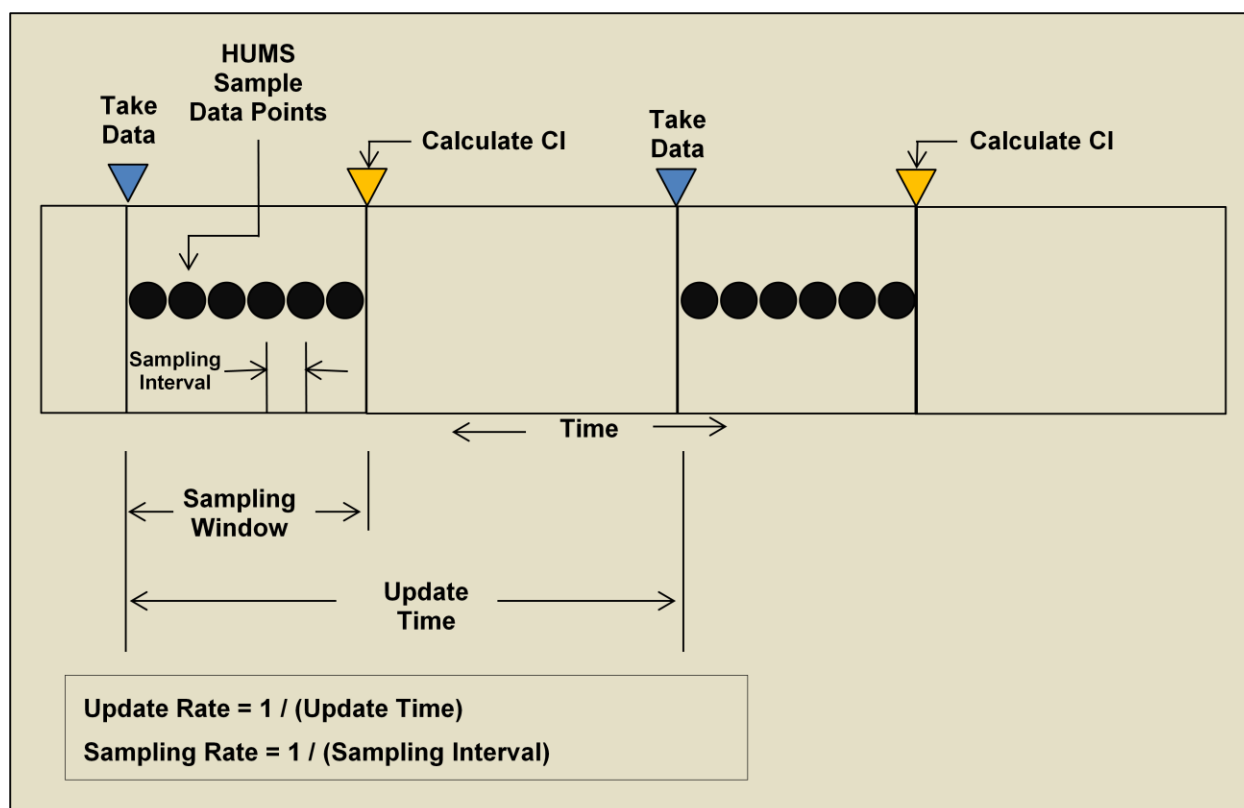 HUMS
Sample
Data Points
Take
Data
Calculate CI
Take
Data
Calculate CI
Sampling
Interval
Time
Sampling
Window
Update
Time
Update Rate = 1 / (Update Time)
Sampling Rate = 1 / (Sampling Interval)